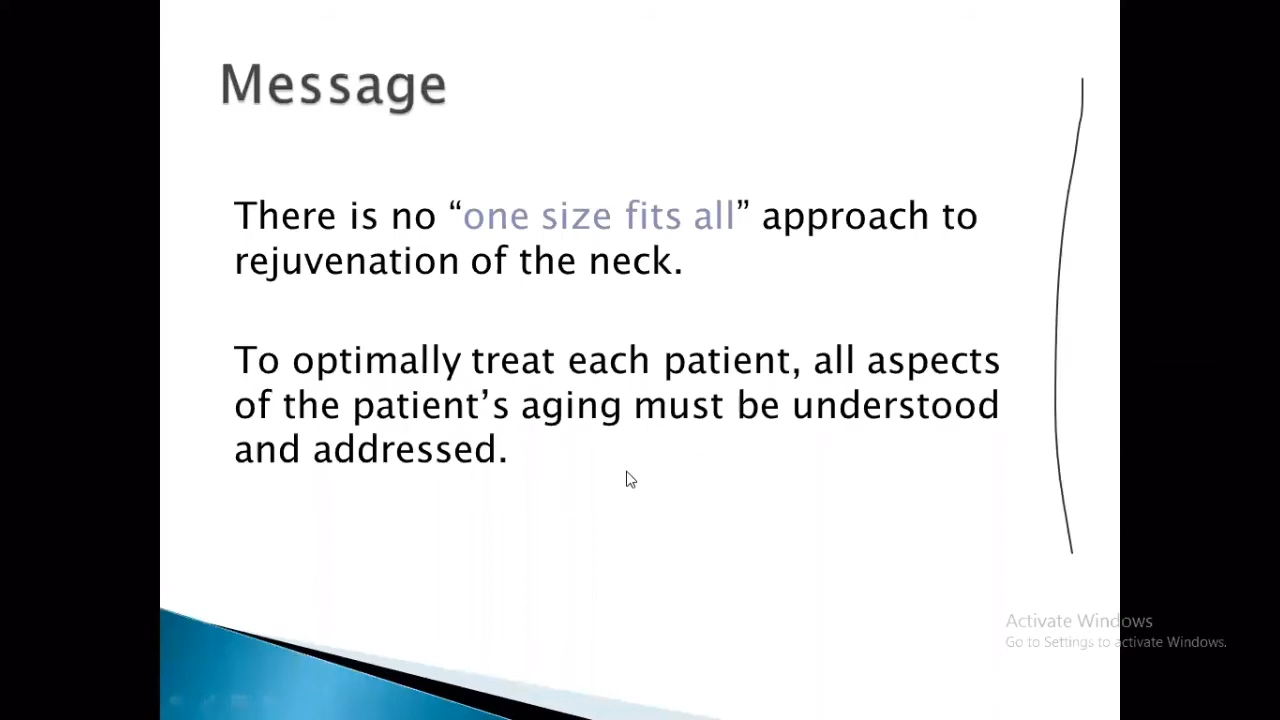 Message
There is no “one size fits all” approach to
rejuvenation of the neck.
To optimally treat each patient, all aspects
of the patient’s aging must be understood
and addressed.
Activate Windows
Go to Settings to activate Windows.